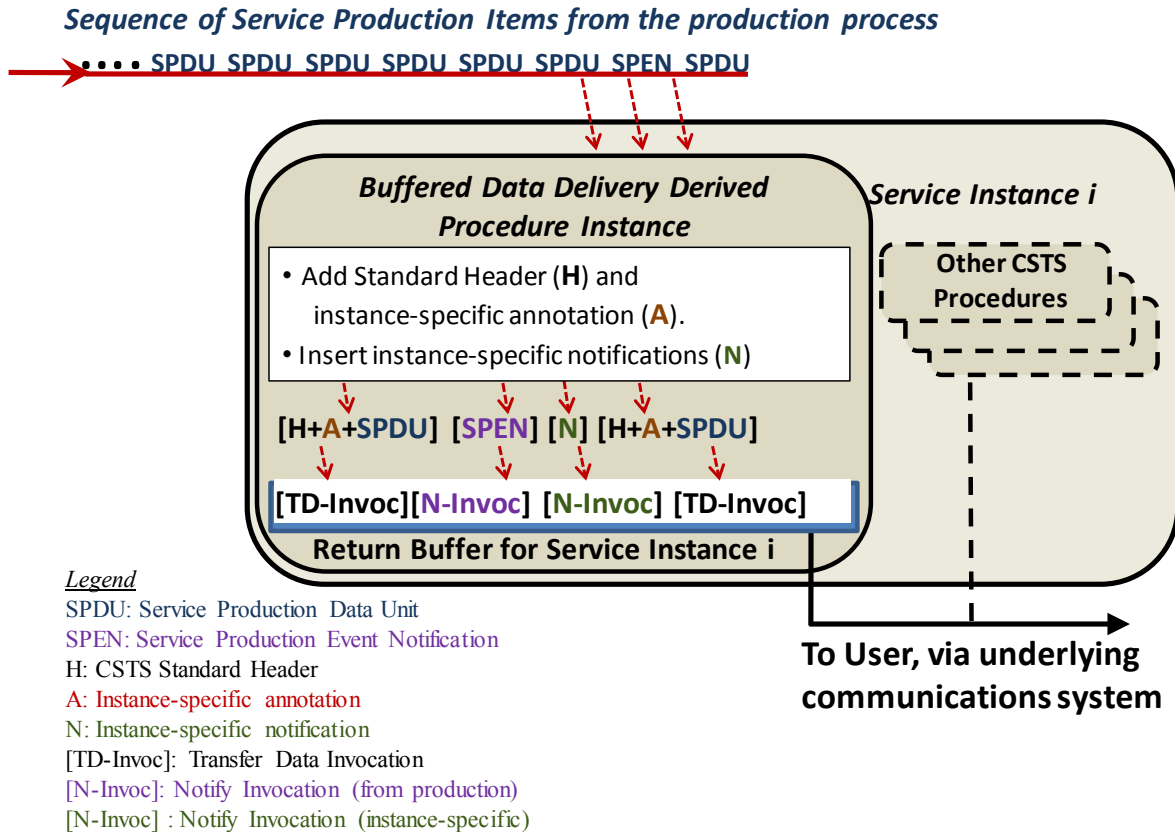 Sequence of Service Production Items from the production process
.... SPDU SPDU SPDU SPDU SPDU SPDU SPEN SPDU
Buffered Data Delivery Derived
Procedure Instance
Service Instance i
• Add Standard Header (H) and
instance-specific annotation (A).
• Insert instance-specific notifications (N)
Other CSTS
Procedures
[H+A+SPDU] [SPEN] [N] [H+A+SPDU]
[TD-Invoc][N-Invoc] [N-Invoc] [TD-Invoc]
Return Buffer for Service Instance i
Legend
SPDU: Service Production Data Unit
SPEN: Service Production Event Notification
H: CSTS Standard Header
A: Instance-specific annotation
N: Instance-specific notification
[TD-Invoc]: Transfer Data Invocation
[N-Invoc]: Notify Invocation (from production)
[N-Invoc] : Notify Invocation (instance-specific)
To User, via underlying
communications system